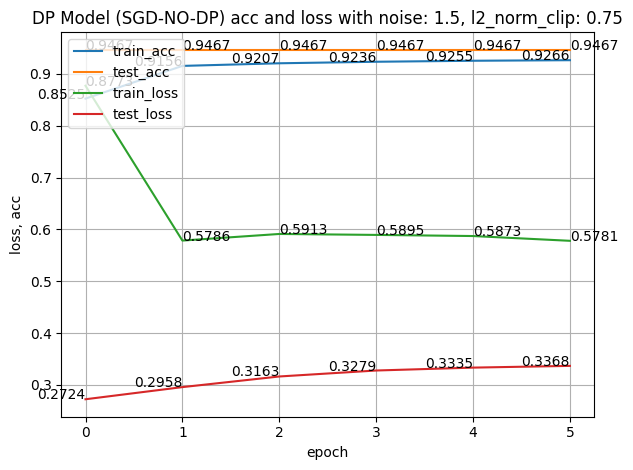 DP Model (SGD-NO-DP) acc and loss with noise: 1.5, l2_norm_clip: 0.75
0.9467 0.9467 0.9467 0.9467 0.9467 0.9467
0.8525 0.9156 0.9207 0.9236 0.9255 0.9266
0.8773 0.5786 0.5913 0.5895 0.5873 0.5781
0.2724 0.2958 0.3163 0.3279 0.3335 0.3368
train_acc
test_acc
train_loss
test_loss
loss, acc
0.9
0.8
0.7
0.6
0.5
0.4
0.3
0 1 2 3 4 5
epoch